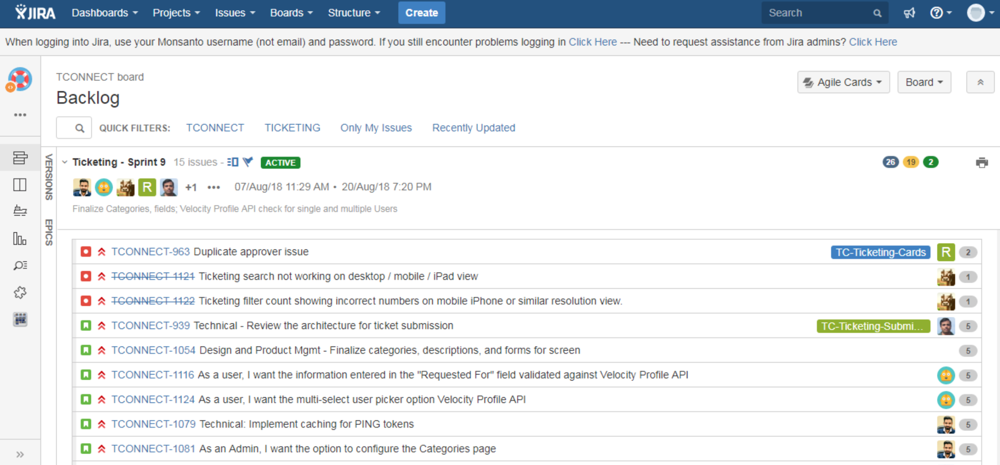 JIRA Dashboards Projects Issues Boards Structure Create Search
When logging into Jira, use your Monsanto username (not email) and password. If you still encounter problems logging in Click Here --- Need to request assistance from Jira admins? Click Here
TCONNECT board
Backlog
Agile Cards Board
QUICK FILTERS: TCONNECT TICKETING Only My Issues Recently Updated
VERSIONS
EPICS
Ticketing - Sprint 9 15 issues - ACTIVE 26 19 2
R +1 ••• 07/Aug/18 11:29 AM • 20/Aug/18 7:20 PM
Finalize Categories, fields; Velocity Profile API check for single and multiple Users
TCONNECT-963 Duplicate approver issue TC-Ticketing-Cards R 2
TCONNECT-1121 Ticketing search not working on desktop / mobile / iPad view 1
TCONNECT-1122 Ticketing filter count showing incorrect numbers on mobile iPhone or similar resolution view. 1
TCONNECT-939 Technical - Review the architecture for ticket submission TC-Ticketing-Submi... 5
TCONNECT-1054 Design and Product Mgmt - Finalize categories, descriptions, and forms for screen 5
TCONNECT-1116 As a user, I want the information entered in the "Requested For" field validated against Velocity Profile API 5
TCONNECT-1124 As a user, I want the multi-select user picker option Velocity Profile API 5
TCONNECT-1079 Technical: Implement caching for PING tokens 5
TCONNECT-1081 As an Admin, I want the option to configure the Categories page 5